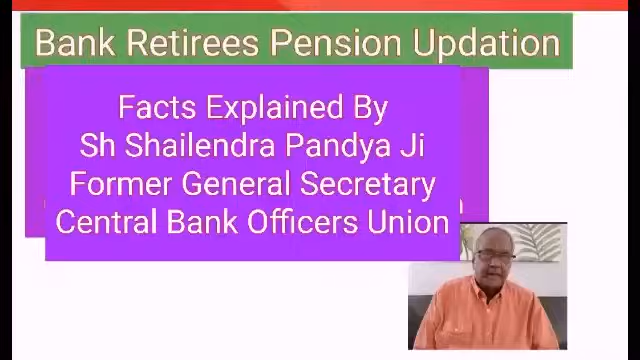 Bank Retirees Pension Updation
Facts Explained By
Sh Shailendra Pandya Ji
Former General Secretary
Central Bank Officers Union